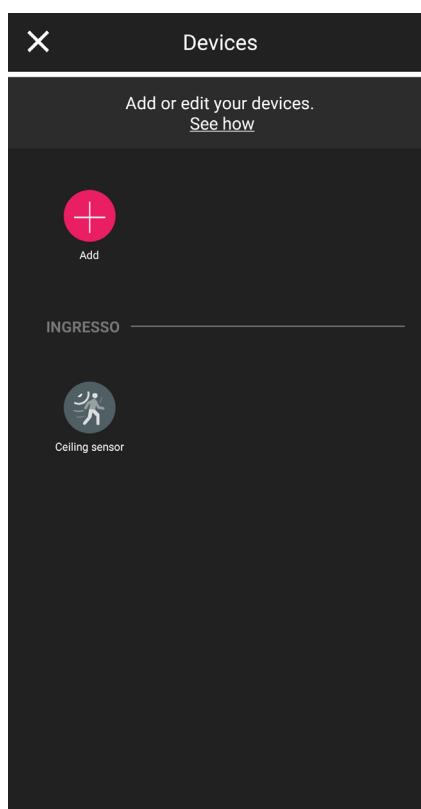 Devices
Add or edit your devices.
See how
Add
INGRESSO
Ceiling sensor